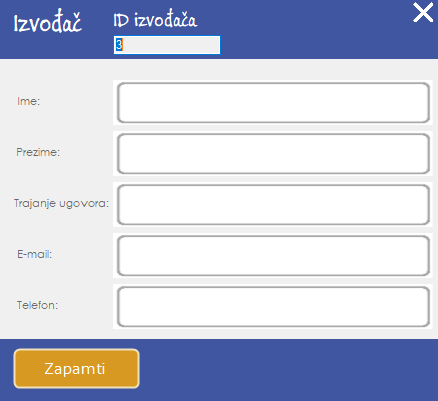 Izvođač
ID izvođača
3
Ime:
Prezime:
Trajanje ugovora:
E-mail:
Telefon:
Zapamti